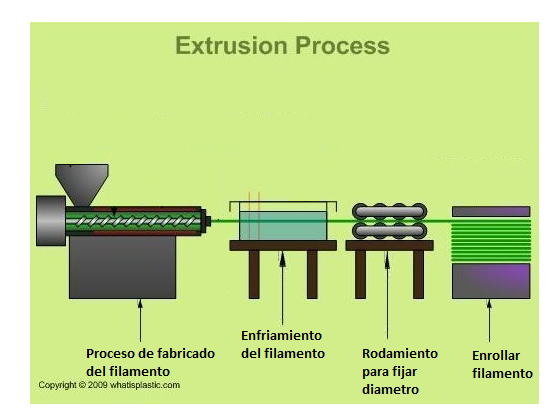 Extrusion Process
Proceso de fabricado
del filamento
Enfriamiento
del filamento
Rodamiento
para fijar
diametro
Enrollar
filamento
Copyright © 2009 whatisplastic.com